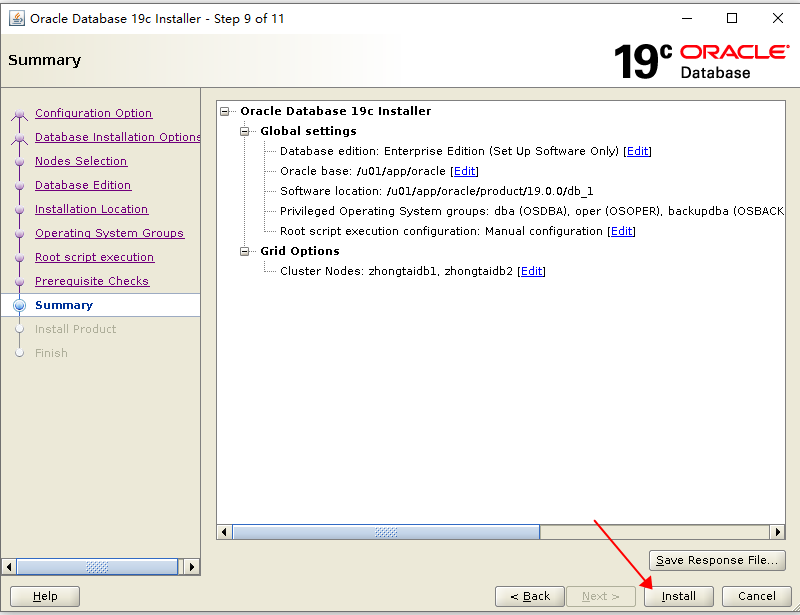 Oracle Database 19c Installer - Step 9 of 11
Summary
19c ORACLE
Database
Configuration Option
Database Installation Options
Nodes Selection
Database Edition
Installation Location
Operating System Groups
Root script execution
Prerequisite Checks
Summary
Install Product
Finish
Oracle Database 19c Installer
Global settings
Database edition: Enterprise Edition (Set Up Software Only) [Edit]
Oracle base: /u01/app/oracle [Edit]
Software location: /u01/app/oracle/product/19.0.0/db_1
Privileged Operating System groups: dba (OSDBA), oper (OSOPER), backupdba (OSBACK
Root script execution configuration: Manual configuration [Edit]
Grid Options
Cluster Nodes: zhongtaidb1, zhongtaidb2 [Edit]
Save Response File...
Help
< Back
Next >
Install
Cancel